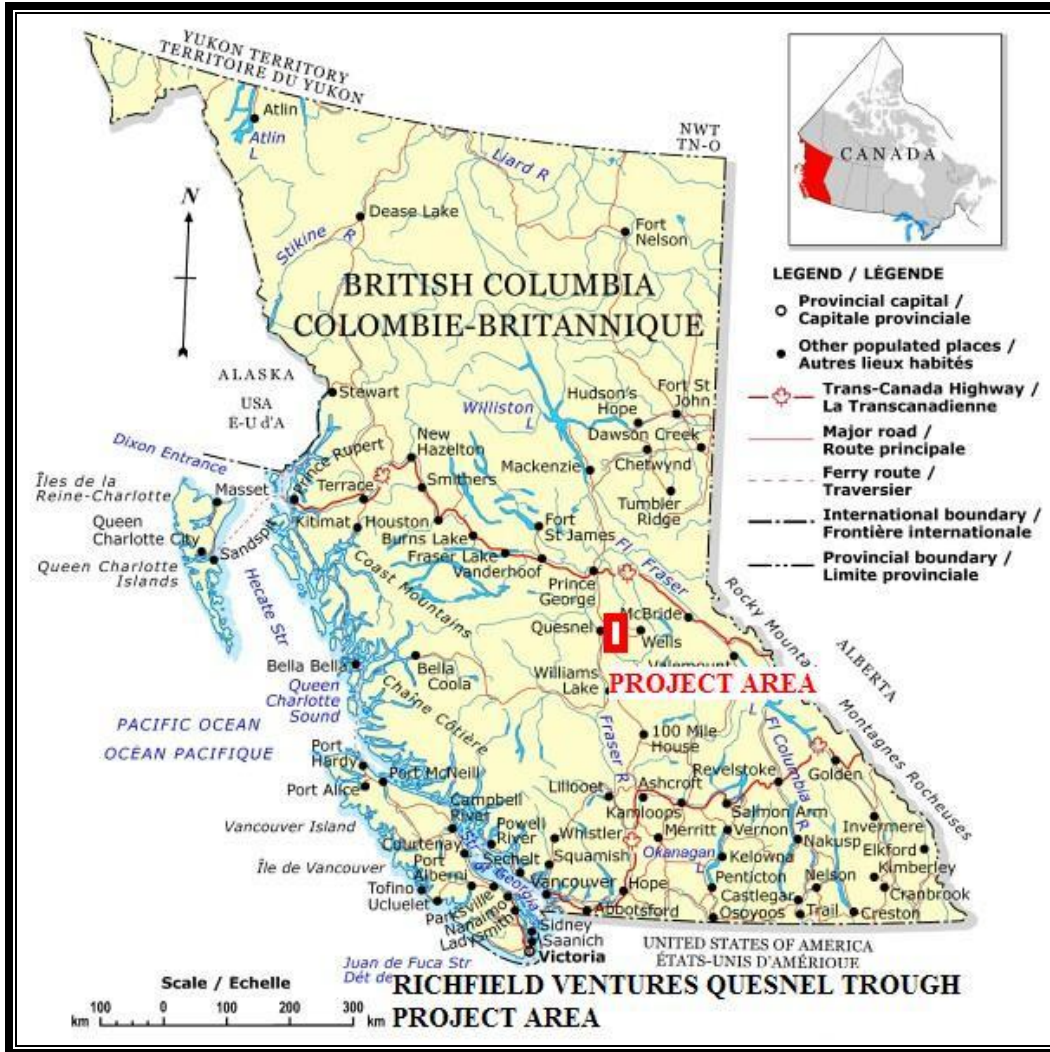 YUKON TERRITORY
TERRITOIRE DU YUKON
Atlin
Atlin
L
NWT
TN-O
Liard R
CANADA
N
Dease Lake
Stikine
R
Fort
Nelson
BRITISH COLUMBIA
COLOMBIE-BRITANNIQUE
LEGEND / LÉGENDE
Provincial capital /
Capitale provinciale
Other populated places /
Autres lieux habités
Trans-Canada Highway /
La Transcanadienne
Major road /
Route principale
Ferry route /
Traversier
International boundary /
Frontière internationale
Provincial boundary /
Limite provinciale
ALASKA
USA
E-U d'A
Stewart
Williston
L
Hudson's
Hope
Fort St
John
Dawson Creek
Chetwynd
Mackenzie
Tumbler
Ridge
New
Hazelton
Dixon Entrance
Prince Rupert
Terrace
Smithers
Îles de la
Reine-Charlotte
Masset
Queen
Charlotte City
Sandspit
Queen Charlotte
Islands
Kitimat
Houston
Burns Lake
Fraser Lake
Vanderhoof
Fort
St James
Prince
George
Fl Fraser
Hecate Str
Coast Mountains
Chaîne Côtière
McBride
Quesnel
Wells
Valemount
Rocky Mounta
Montagnes Rocheuses
ALBERTA
Bella Bella
Bella
Coola
Williams
Lake
PROJECT AREA
L
Queen
Charlotte
Sound
PACIFIC OCEAN
OCÉAN PACIFIQUE
Fraser R
100 Mile
House
Fl Columbia
R
Port
Hardy
Port McNeill
Port Alice
Lillooet
Ashcroft
Revelstoke
Golden
Kamloops
Salmon Arm
Campbell
River
Powell
River
Vancouver Island
Île de Vancouver
Courtenay
Str of Georgia
Whistler
Merritt
Vernon
Nakusp
Invermere
Elkford
Kimberley
Port
Alberni
Sechelt
Squamish
Okanagan
L
Kelowna
Tofino
Ucluelet
Vancouver
Hope
Penticton
Nelson
Cranbrook
Castlegar
Parksville
Nanaimo
Ladysmith
Abbotsford
Osoyoos
Trail
Creston
Sidney
Saanich
Victoria
UNITED STATES OF AMERICA
ÉTATS-UNIS D'AMÉRIQUE
Juan de Fuca Str
Dét de
RICHFIELD VENTURES QUESNEL TROUGH
PROJECT AREA
Scale / Echelle
100 0 100 200 300
km km